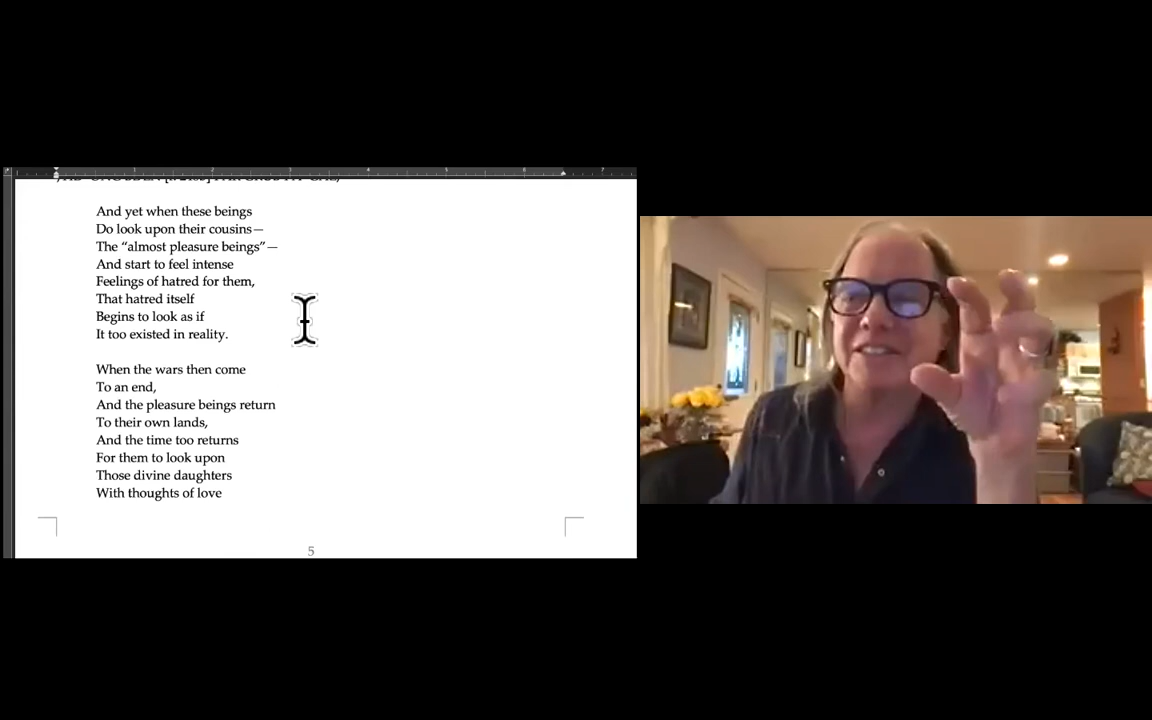 And yet when these beings
Do look upon their cousins—
The “almost pleasure beings”—
And start to feel intense
Feelings of hatred for them,
That hatred itself
Begins to look as if
It too existed in reality.
When the wars then come
To an end,
And the pleasure beings return
To their own lands,
And the time too returns
For them to look upon
Those divine daughters
With thoughts of love
5